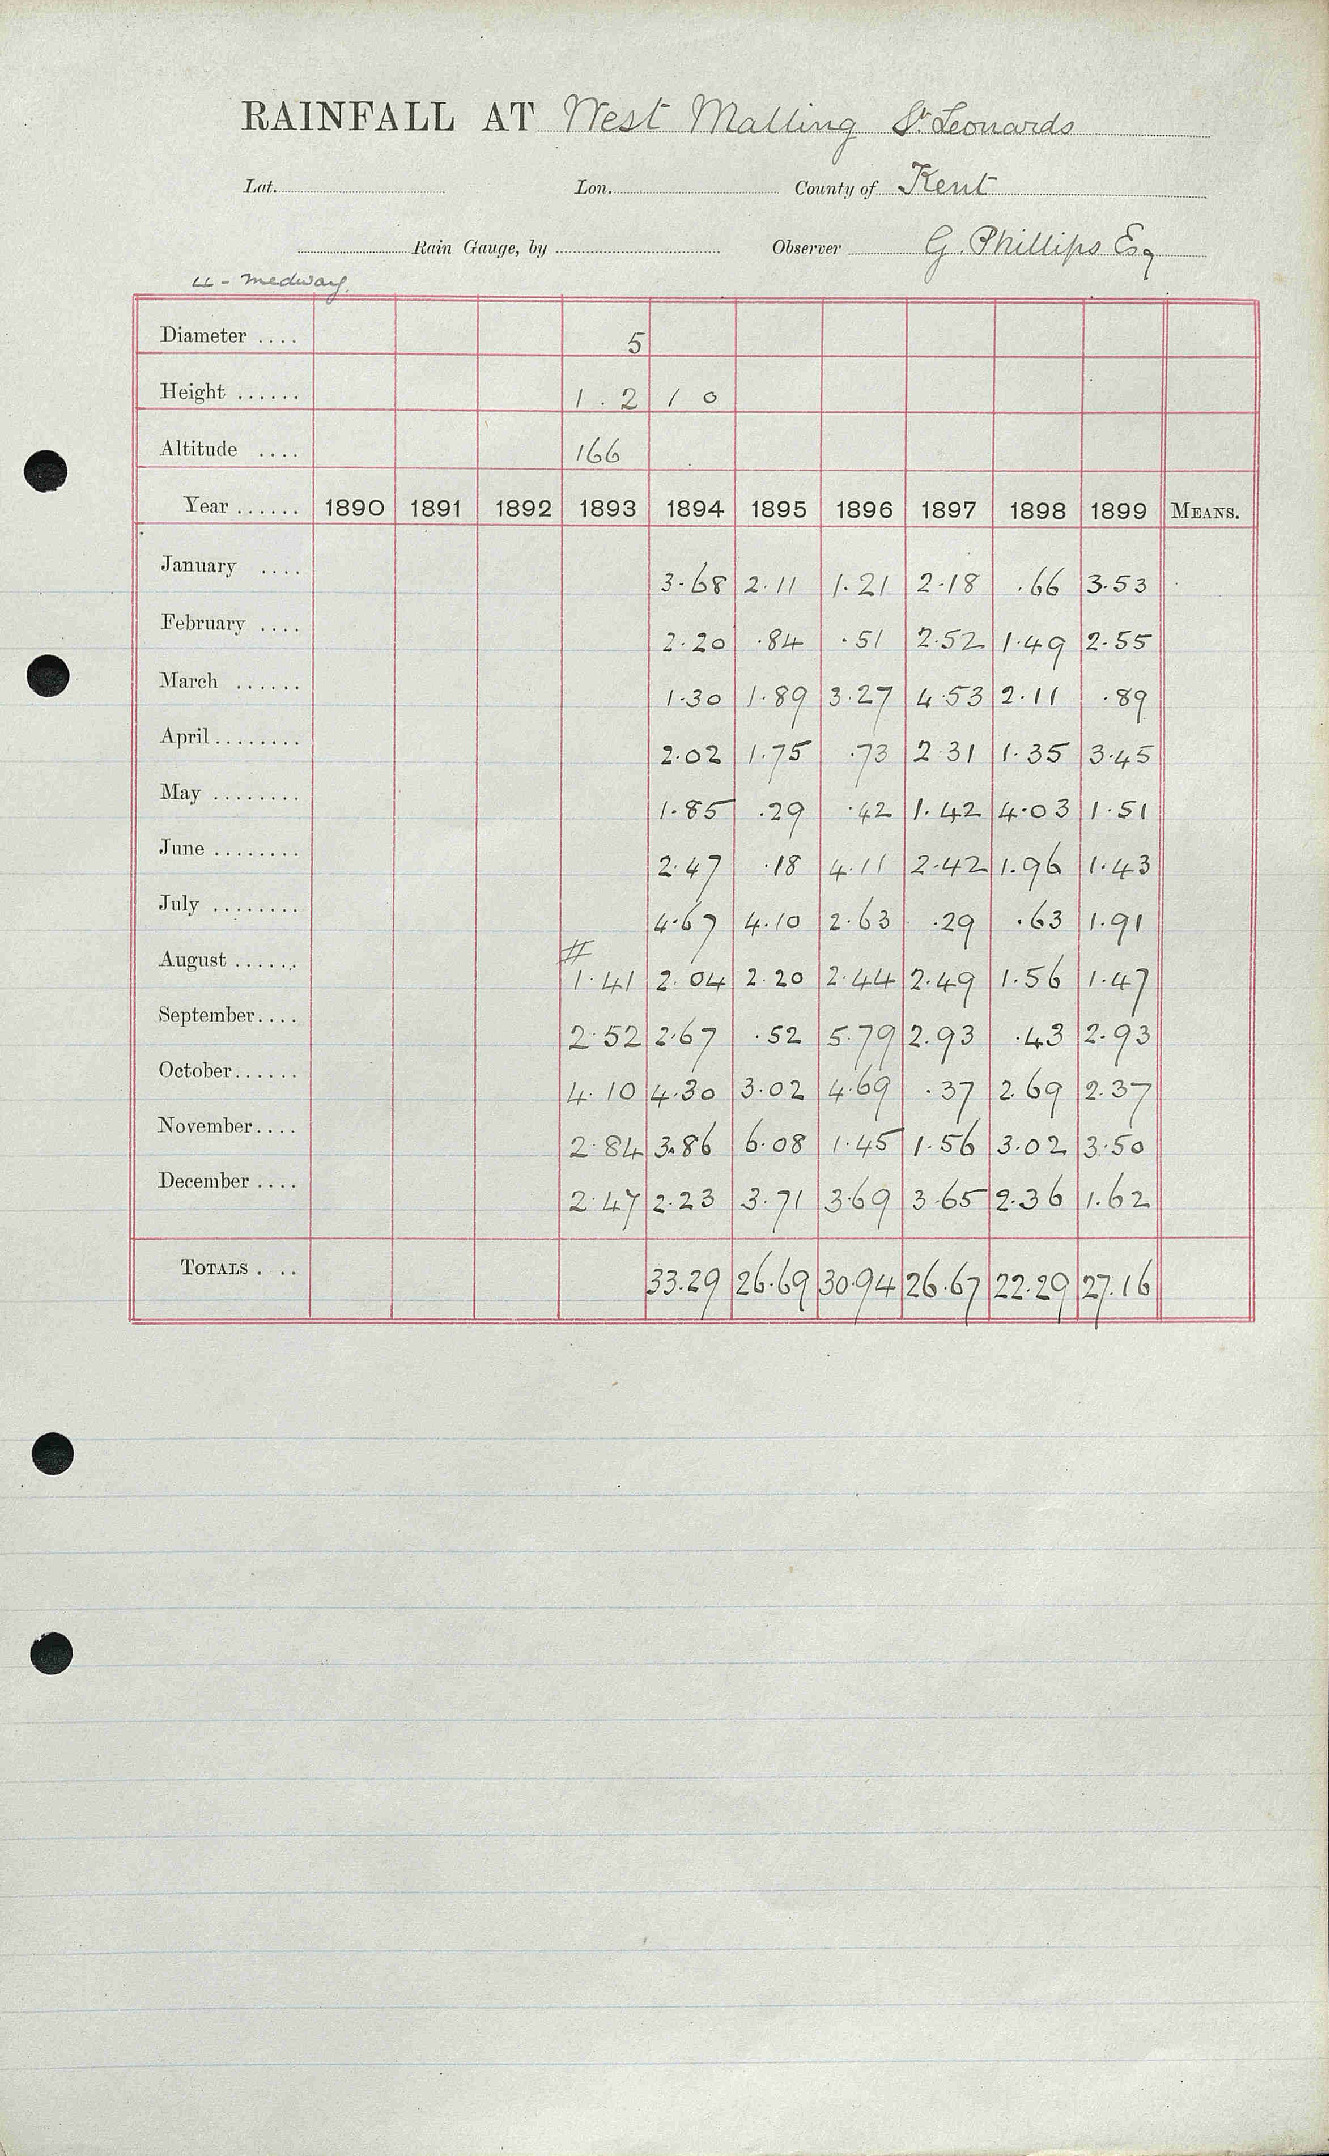 RAINFALL AT West Malling St Leonards
Lat. Lon. County of Kent
Rain Gauge, by Observer G. Phillips Esq
4 - Medway.
Diameter .... 5
Height ...... 1 . 2 1 0
Altitude .... 166
Year ...... 1890 1891 1892 1893 1894 1895 1896 1897 1898 1899 MEANS.
January .... 3.68 2.11 1.21 2.18 .66 3.53
February .... 2.20 .84 .51 2.52 1.49 2.55
March ...... 1.30 1.89 3.27 4.53 2.11 .89
April ........ 2.02 1.75 .73 2.31 1.35 3.45
May ........ 1.85 .29 .42 1.42 4.03 1.51
June ........ 2.47 .18 4.11 2.42 1.96 1.43
July ........ 4.67 4.10 2.63 .29 .63 1.91
#
August ...... 1.41 2.04 2.20 2.44 2.49 1.56 1.47
September.... 2.52 2.67 .52 5.79 2.93 .43 2.93
October...... 4.10 4.30 3.02 4.69 .37 2.69 2.37
November.... 2.84 3.86 6.08 1.45 1.56 3.02 3.50
December .... 2.47 2.23 3.71 3.69 3.65 2.36 1.62
TOTALS . .. 33.29 26.69 30.94 26.67 22.29 27.16